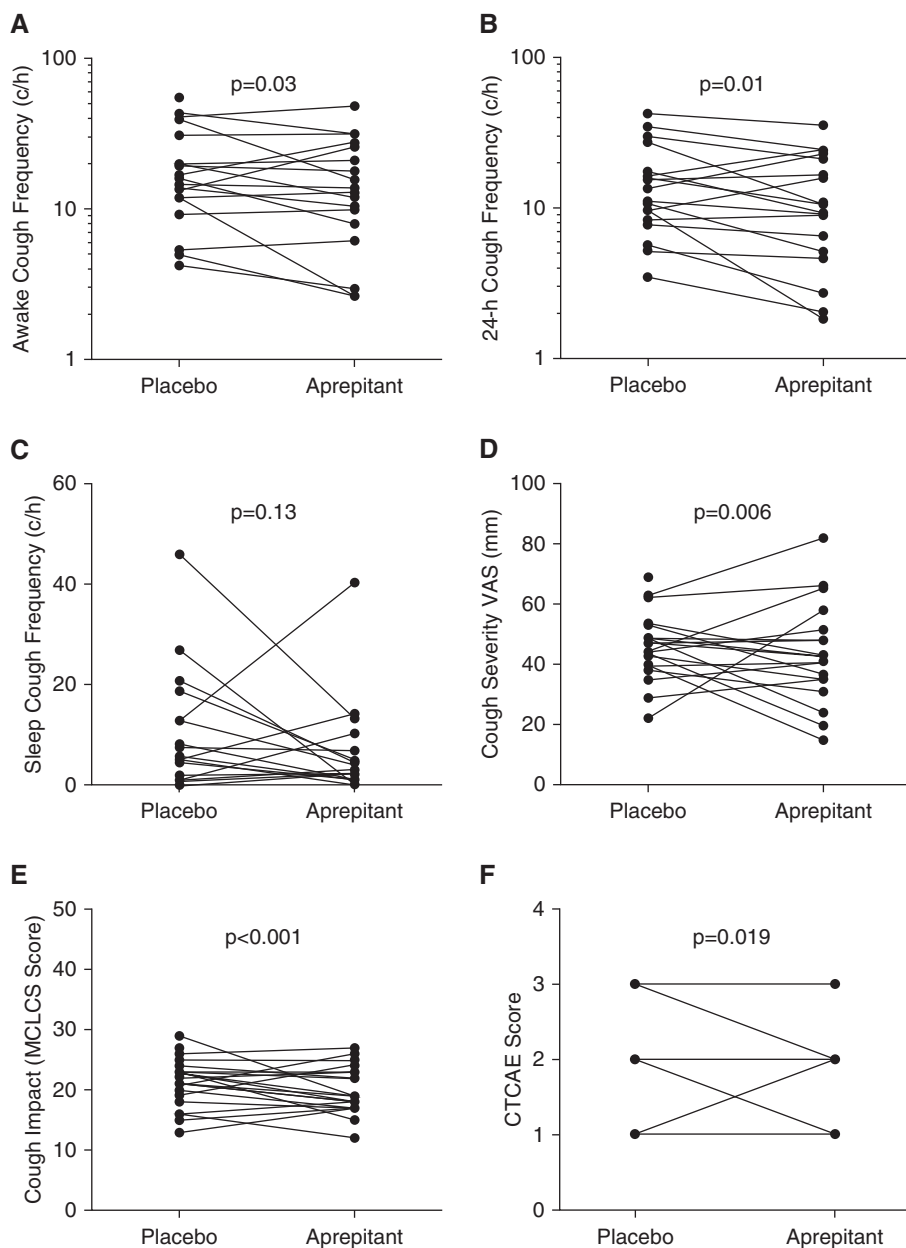 A
Awake Cough Frequency (c/h)
100
10
1
p=0.03
Placebo
Aprepitant
B
24-h Cough Frequency (c/h)
100
10
1
p=0.01
Placebo
Aprepitant
C
Sleep Cough Frequency (c/h)
60
40
20
0
p=0.13
Placebo
Aprepitant
D
Cough Severity VAS (mm)
100
80
60
40
20
0
p=0.006
Placebo
Aprepitant
E
Cough Impact (MCLCS Score)
50
40
30
20
10
0
p<0.001
Placebo
Aprepitant
F
CTCAE Score
4
3
2
1
0
p=0.019
Placebo
Aprepitant